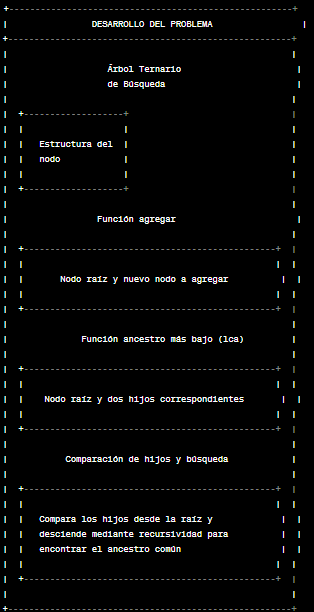 DESARROLLO DEL PROBLEMA
Árbol Ternario
de Búsqueda
Estructura del
nodo
Función agregar
Nodo raíz y nuevo nodo a agregar
Función ancestro más bajo (lca)
Nodo raíz y dos hijos correspondientes
Comparación de hijos y búsqueda
Compara los hijos desde la raíz y
desciende mediante recursividad para
encontrar el ancestro común